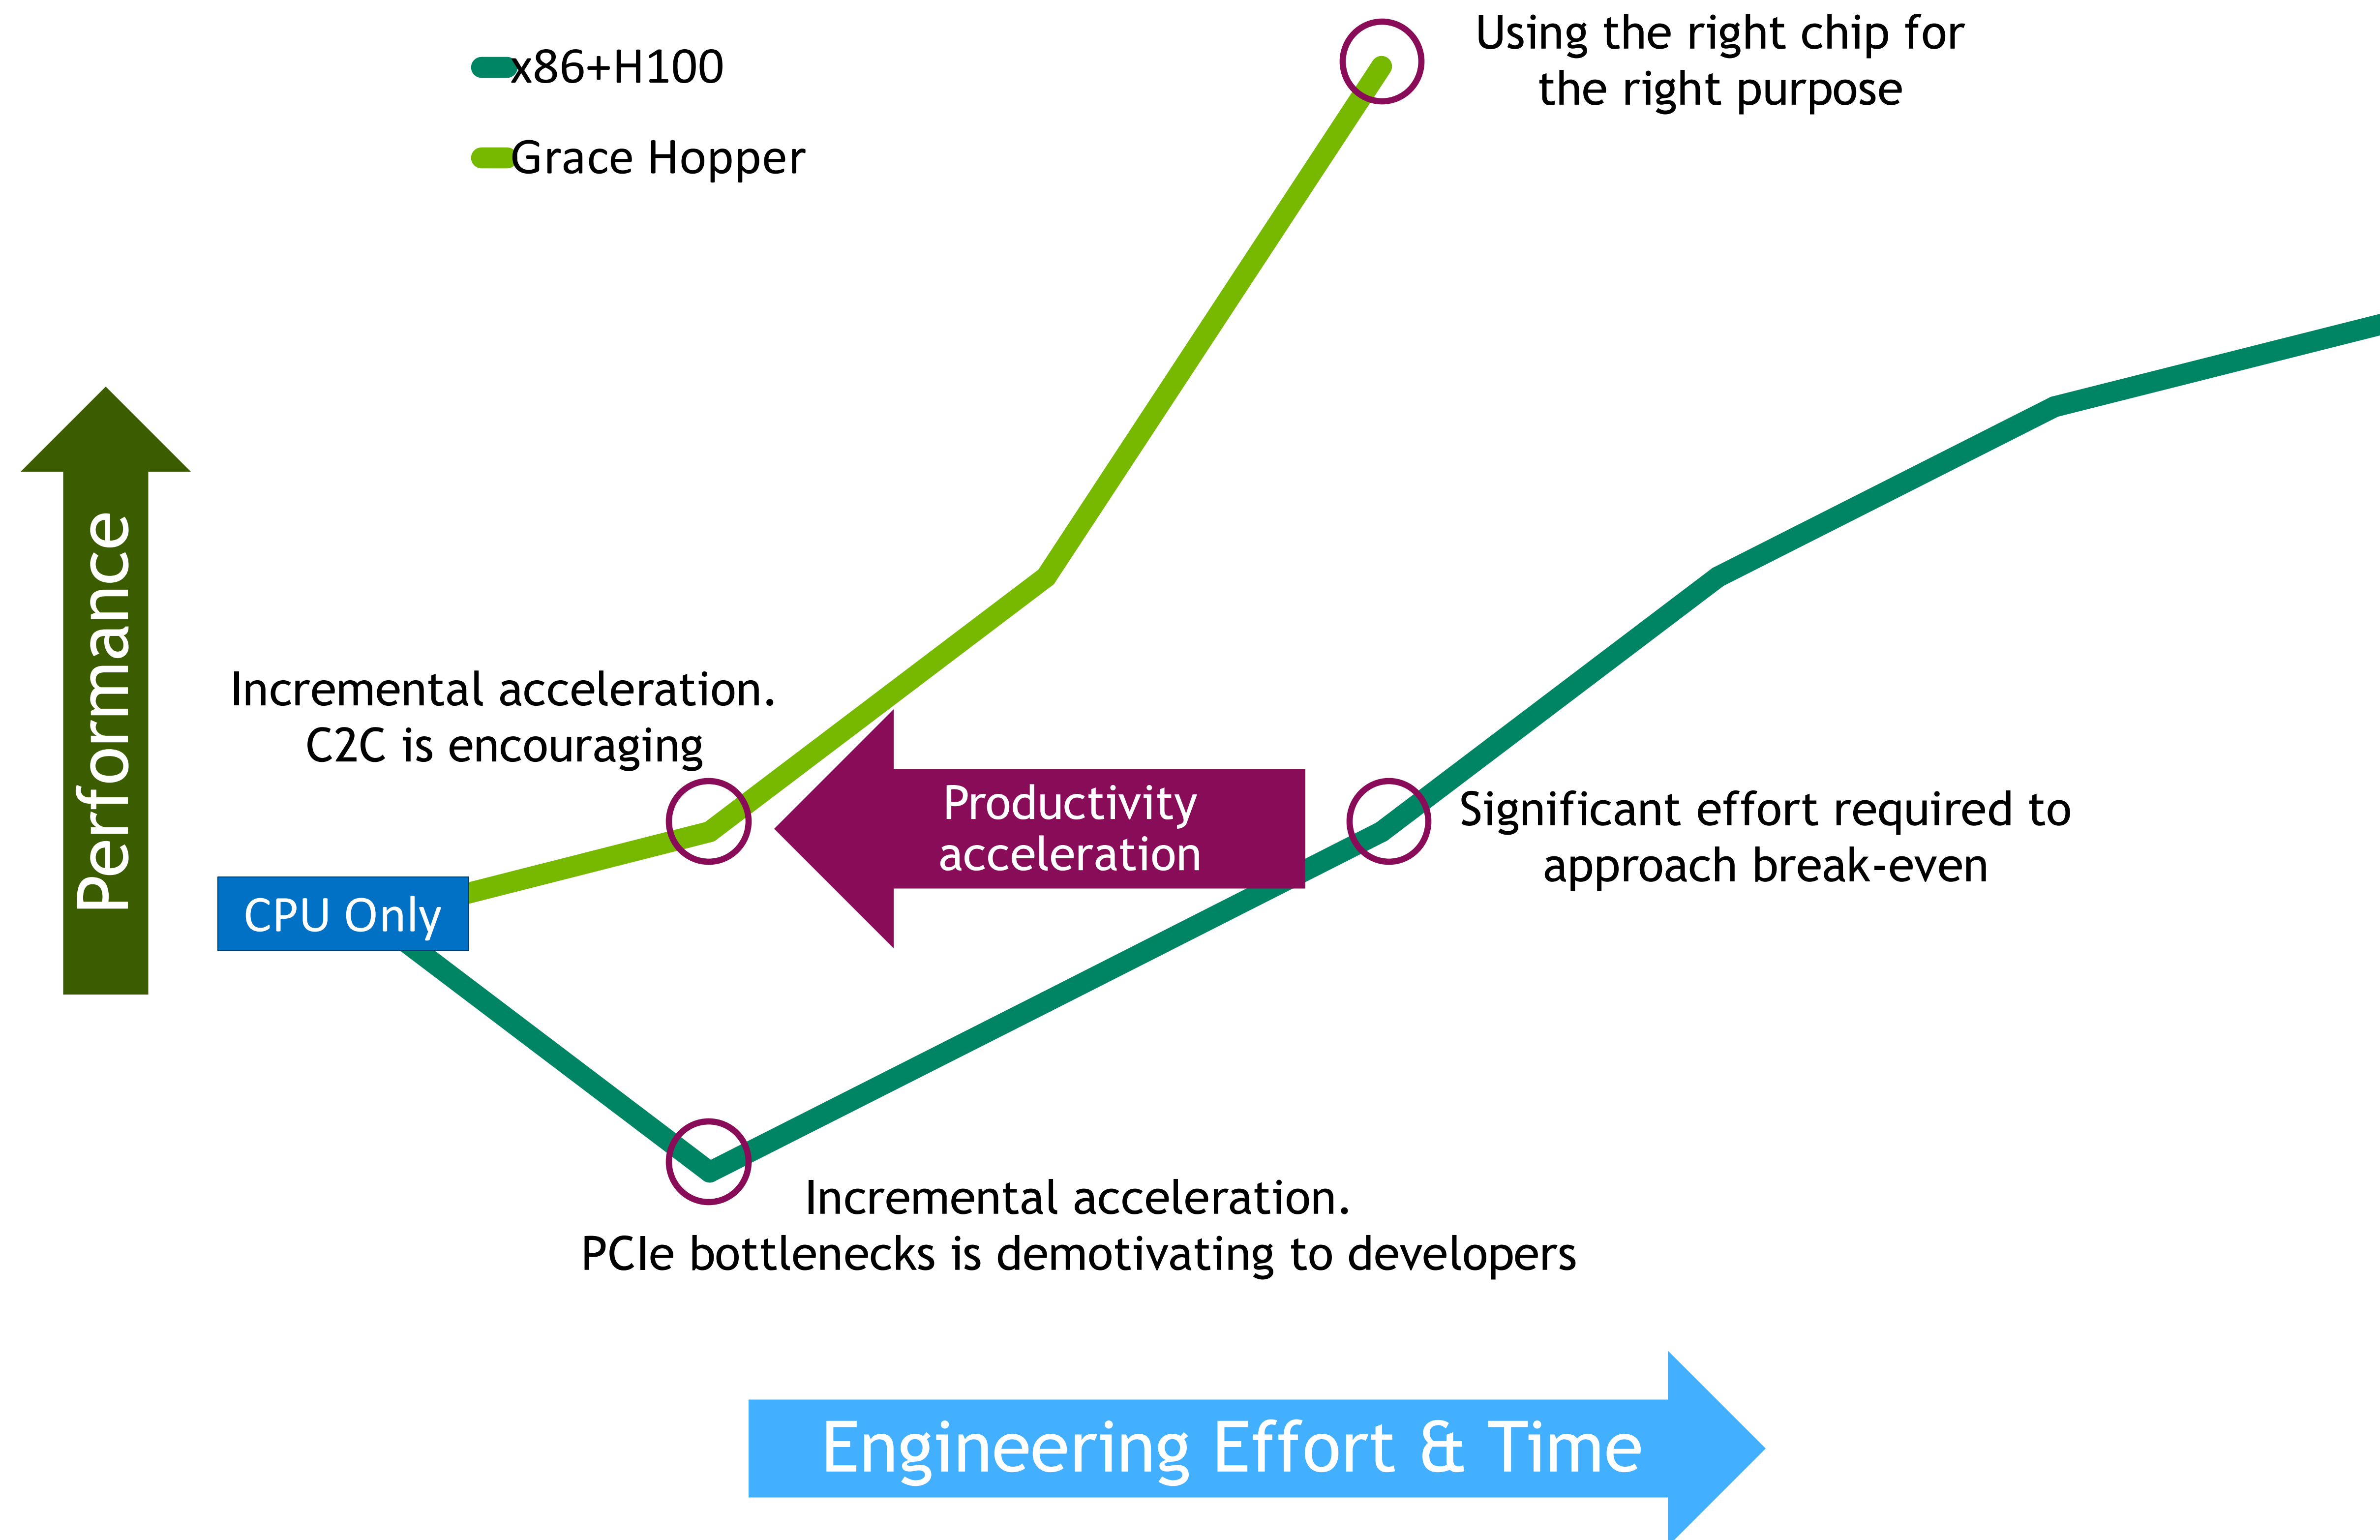 x86+H100
Grace Hopper
Using the right chip for
the right purpose
Performance
Incremental acceleration.
C2C is encouraging
Productivity
acceleration
Significant effort required to
approach break-even
CPU Only
Incremental acceleration.
PCIe bottlenecks is demotivating to developers
Engineering Effort & Time